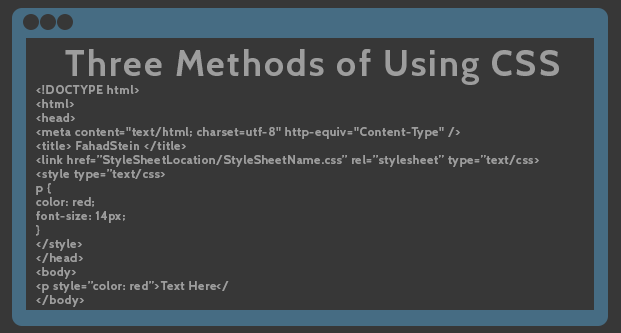 Three Methods of Using CSS
<!DOCTYPE html>
<html>
<head>
<meta content="text/html; charset=utf-8" http-equiv="Content-Type" />
<title> FahadStein </title>
<link href="StyleSheetLocation/StyleSheetName.css" rel="stylesheet" type="text/css>
<style type="text/css>
p {
color: red;
font-size: 14px;
}
</style>
</head>
<body>
<p style="color: red">Text Here</
</body>